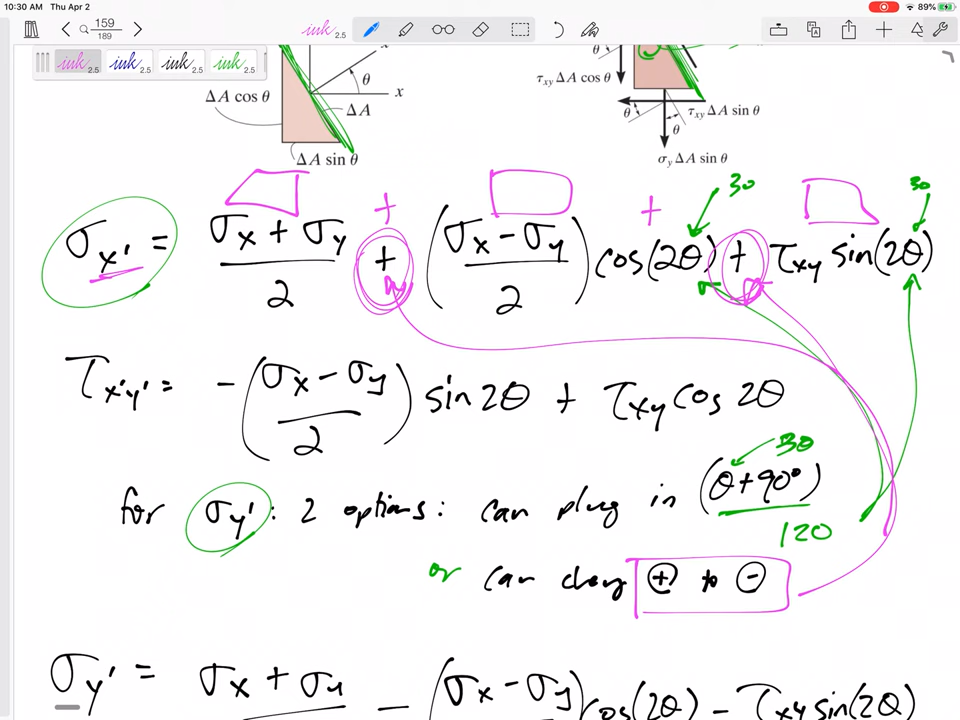 10:30 AM Thu Apr 2
89%
159
189
ink 2.5
ink 2.5 ink 2.5 ink 2.5 ink 2.5
θ
x
ΔA cos θ
ΔA
ΔA sin θ
θ
τxy ΔA cos θ
θ
τxy ΔA sin θ
θ
σy ΔA sin θ
+ + 30 30
σx' = σx + σy / 2 + (σx − σy / 2) cos(2θ) + τxy sin(2θ)
τx'y' = −(σx − σy / 2) sin 2θ + τxy cos 2θ
30
for σy' : 2 options: can plug in (θ+90°)
120
or can chang ⊕ to ⊖
σy' = σx + σy − (σx − σy) cos(2θ) − τxy sin(2θ)